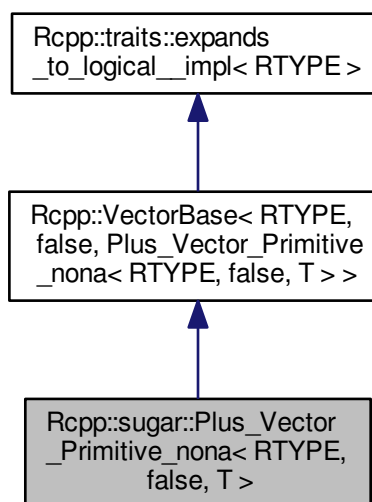 Rcpp::traits::expands
_to_logical__impl< RTYPE >
Rcpp::VectorBase< RTYPE,
false, Plus_Vector_Primitive
_nona< RTYPE, false, T > >
Rcpp::sugar::Plus_Vector
_Primitive_nona< RTYPE,
false, T >